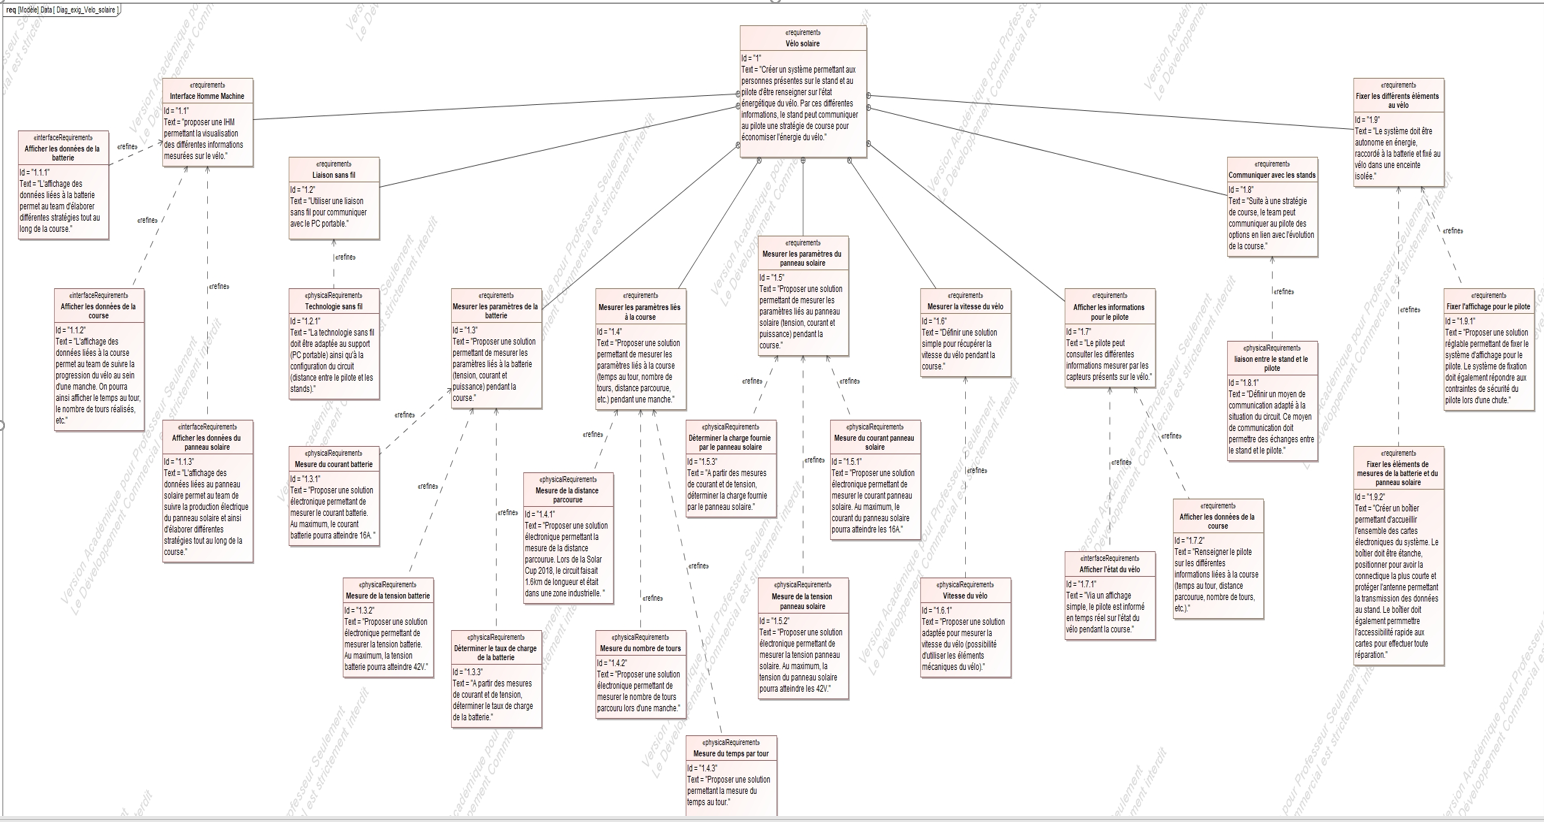 req [Modèle] Data [ Diag_exig_Velo_solaire ]
«requirement»
Vélo solaire
Id = "1"
Text = "Créer un système permettant aux
personnes présentes sur le stand et au
pilote d'être renseigner sur l'état
énergétique du vélo. Par ces différentes
informations, le stand peut communiquer
au pilote une stratégie de course pour
économiser l'énergie du vélo."
«requirement»
Interface Homme Machine
Id = "1.1"
Text = "proposer une IHM
permettant la visualisation
des différentes informations
mesurées sur le vélo."
«interfaceRequirement»
Afficher les données de la
batterie
Id = "1.1.1"
Text = "L'affichage des
données liées à la batterie
permet au team d'élaborer
différentes stratégies tout au
long de la course."
«refine»
«refine»
«refine»
«interfaceRequirement»
Afficher les données de la
course
Id = "1.1.2"
Text = "L'affichage des
données liées à la course
permet au team de suivre la
progression du vélo au sein
d'une manche. On pourra
ainsi afficher le temps au tour,
le nombre de tours réalisés,
etc."
«interfaceRequirement»
Afficher les données du
panneau solaire
Id = "1.1.3"
Text = "L'affichage des
données liées au panneau
solaire permet au team de
suivre la production électrique
du panneau solaire et ainsi
d'élaborer différentes
stratégies tout au long de la
course."
«requirement»
Liaison sans fil
Id = "1.2"
Text = "Utiliser une liaison
sans fil pour communiquer
avec le PC portable."
«refine»
«physicalRequirement»
Technologie sans fil
Id = "1.2.1"
Text = "La technologie sans fil
doit être adaptée au support
(PC portable) ainsi qu'à la
configuration du circuit
(distance entre le pilote et les
stands)."
«requirement»
Mesurer les paramètres de la
batterie
Id = "1.3"
Text = "Proposer une solution
permettant de mesurer les
paramètres liés à la batterie
(tension, courant et
puissance) pendant la
course."
«refine»
«refine»
«refine»
«physicalRequirement»
Mesure du courant batterie
Id = "1.3.1"
Text = "Proposer une solution
électronique permettant de
mesurer le courant batterie.
Au maximum, le courant
batterie pourra atteindre 16A. "
«physicalRequirement»
Mesure de la tension batterie
Id = "1.3.2"
Text = "Proposer une solution
électronique permettant de
mesurer la tension batterie.
Au maximum, la tension
batterie pourra atteindre 42V."
«physicalRequirement»
Déterminer le taux de charge
de la batterie
Id = "1.3.3"
Text = "A partir des mesures
de courant et de tension,
déterminer le taux de charge
de la batterie."
«requirement»
Mesurer les paramètres liés
à la course
Id = "1.4"
Text = "Proposer une solution
permettant de mesurer les
paramètres liés à la course
(temps au tour, nombre de
tours, distance parcourue,
etc.) pendant une manche."
«refine»
«refine»
«refine»
«physicalRequirement»
Mesure de la distance
parcourue
Id = "1.4.1"
Text = "Proposer une solution
électronique permettant la
mesure de la distance
parcourue. Lors de la Solar
Cup 2018, le circuit faisait
1.6km de longueur et était
dans une zone industrielle. "
«physicalRequirement»
Mesure du nombre de tours
Id = "1.4.2"
Text = "Proposer une solution
électronique permettant de
mesurer le nombre de tours
parcouru lors d'une manche."
«physicalRequirement»
Mesure du temps par tour
Id = "1.4.3"
Text = "Proposer une solution
permettant la mesure du
temps au tour."
«requirement»
Mesurer les paramètres du
panneau solaire
Id = "1.5"
Text = "Proposer une solution
permettant de mesurer les
paramètres liés au panneau
solaire (tension, courant et
puissance) pendant la
course."
«refine»
«refine»
«refine»
«physicalRequirement»
Déterminer la charge fournie
par le panneau solaire
Id = "1.5.3"
Text = "A partir des mesures
de courant et de tension,
déterminer la charge fournie
par le panneau solaire."
«physicalRequirement»
Mesure du courant panneau
solaire
Id = "1.5.1"
Text = "Proposer une solution
électronique permettant de
mesurer le courant panneau
solaire. Au maximum, le
courant du panneau solaire
pourra atteindre les 16A."
«physicalRequirement»
Mesure de la tension
panneau solaire
Id = "1.5.2"
Text = "Proposer une solution
électronique permettant de
mesurer la tension panneau
solaire. Au maximum, la
tension du panneau solaire
pourra atteindre les 42V."
«requirement»
Mesurer la vitesse du vélo
Id = "1.6"
Text = "Définir une solution
simple pour récupérer la
vitesse du vélo pendant la
course."
«refine»
«physicalRequirement»
Vitesse du vélo
Id = "1.6.1"
Text = "Proposer une solution
adaptée pour mesurer la
vitesse du vélo (possibilité
d'utiliser les éléments
mécaniques du vélo)."
«requirement»
Afficher les informations
pour le pilote
Id = "1.7"
Text = "Le pilote peut
consulter les différentes
informations mesurées par les
capteurs présents sur le vélo."
«refine»
«refine»
«interfaceRequirement»
Afficher l'état du vélo
Id = "1.7.1"
Text = "Via un affichage
simple, le pilote est informé
en temps réel sur l'état du
vélo pendant la course."
«requirement»
Afficher les données de la
course
Id = "1.7.2"
Text = "Renseigner le pilote
sur les différentes
informations liées à la course
(temps au tour, distance
parcourue, nombre de tours,
etc.)."
«requirement»
Communiquer avec les stands
Id = "1.8"
Text = "Suite à une stratégie
de course, le team peut
communiquer au pilote des
options en lien avec l'évolution
de la course."
«refine»
«physicalRequirement»
liaison entre le stand et le
pilote
Id = "1.8.1"
Text = "Définir un moyen de
communication adapté à la
situation du circuit. Ce moyen
de communication doit
permettre des échanges entre
le stand et le pilote."
«requirement»
Fixer les différents éléments
au vélo
Id = "1.9"
Text = "Le système doit être
autonome en énergie,
raccordé à la batterie et fixé au
vélo dans une enceinte
isolée."
«refine»
«refine»
«requirement»
Fixer l'affichage pour le pilote
Id = "1.9.1"
Text = "Proposer une solution
réglable permettant de fixer le
système d'affichage pour le
pilote. Le système de fixation
doit également répondre aux
contraintes de sécurité du
pilote lors d'une chute."
«physicalRequirement»
Fixer les éléments de
mesures de la batterie et du
panneau solaire
Id = "1.9.2"
Text = "Créer un boîtier
permettant d'accueillir
l'ensemble des cartes
électroniques du système. Le
boîtier doit être étanche,
positionner pour avoir la
connectique la plus courte et
protéger l'antenne permettant
la transmission des données
au stand. Le boîtier doit
également permmettre
l'accessibilité rapide aux
cartes pour effectuer toute
réparation."